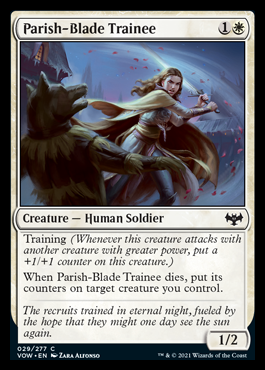 Parish-Blade Trainee 1
Creature — Human Soldier
Training (Whenever this creature attacks with
another creature with greater power, put a
+1/+1 counter on this creature.)
When Parish-Blade Trainee dies, put its
counters on target creature you control.
The recruits trained in eternal night, fueled by
the hope that they might one day see the sun
again.
1/2
029/277 C
VOW • EN Zara Alfonso
™ & © 2021 Wizards of the Coast